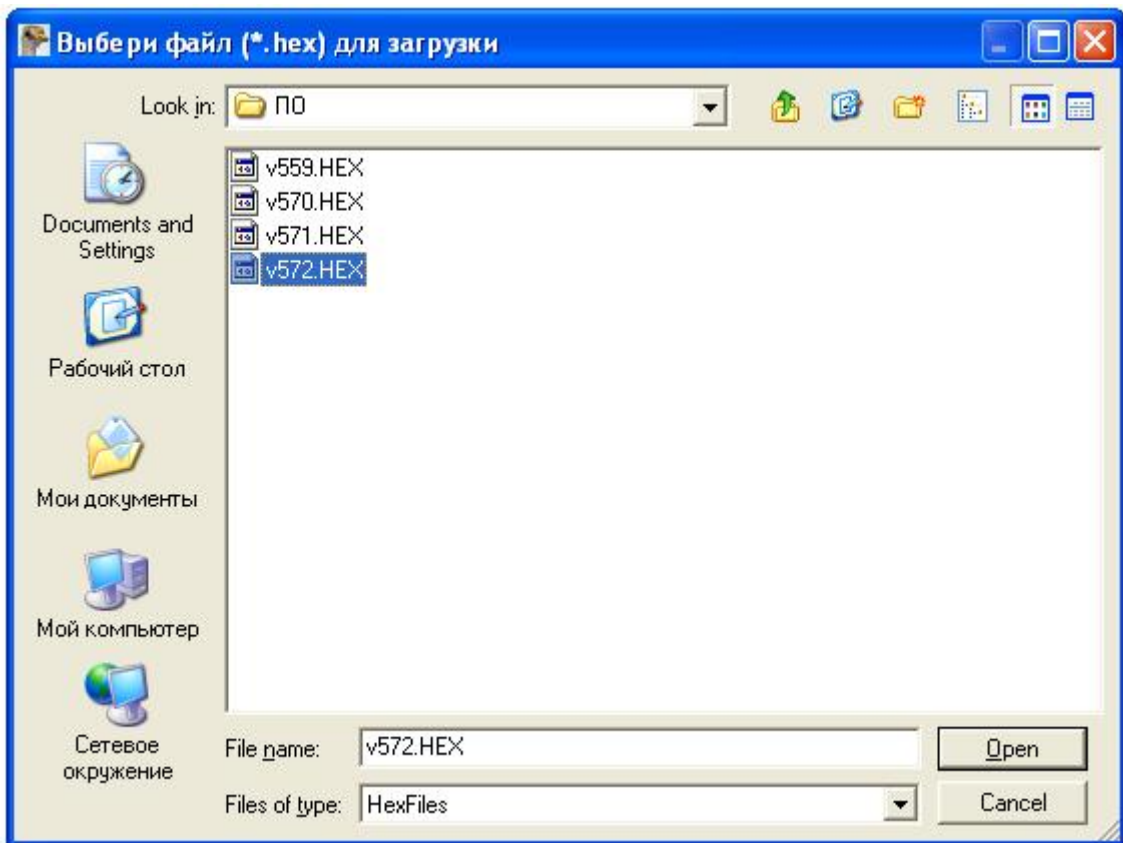 Выбери файл (*.hex) для загрузки
Look in: ПО
v559.HEX
v570.HEX
v571.HEX
v572.HEX
Documents and
Settings
Рабочий стол
Мои документы
Мой компьютер
Сетевое
окружение
File name: v572.HEX
Open
Files of type: HexFiles
Cancel